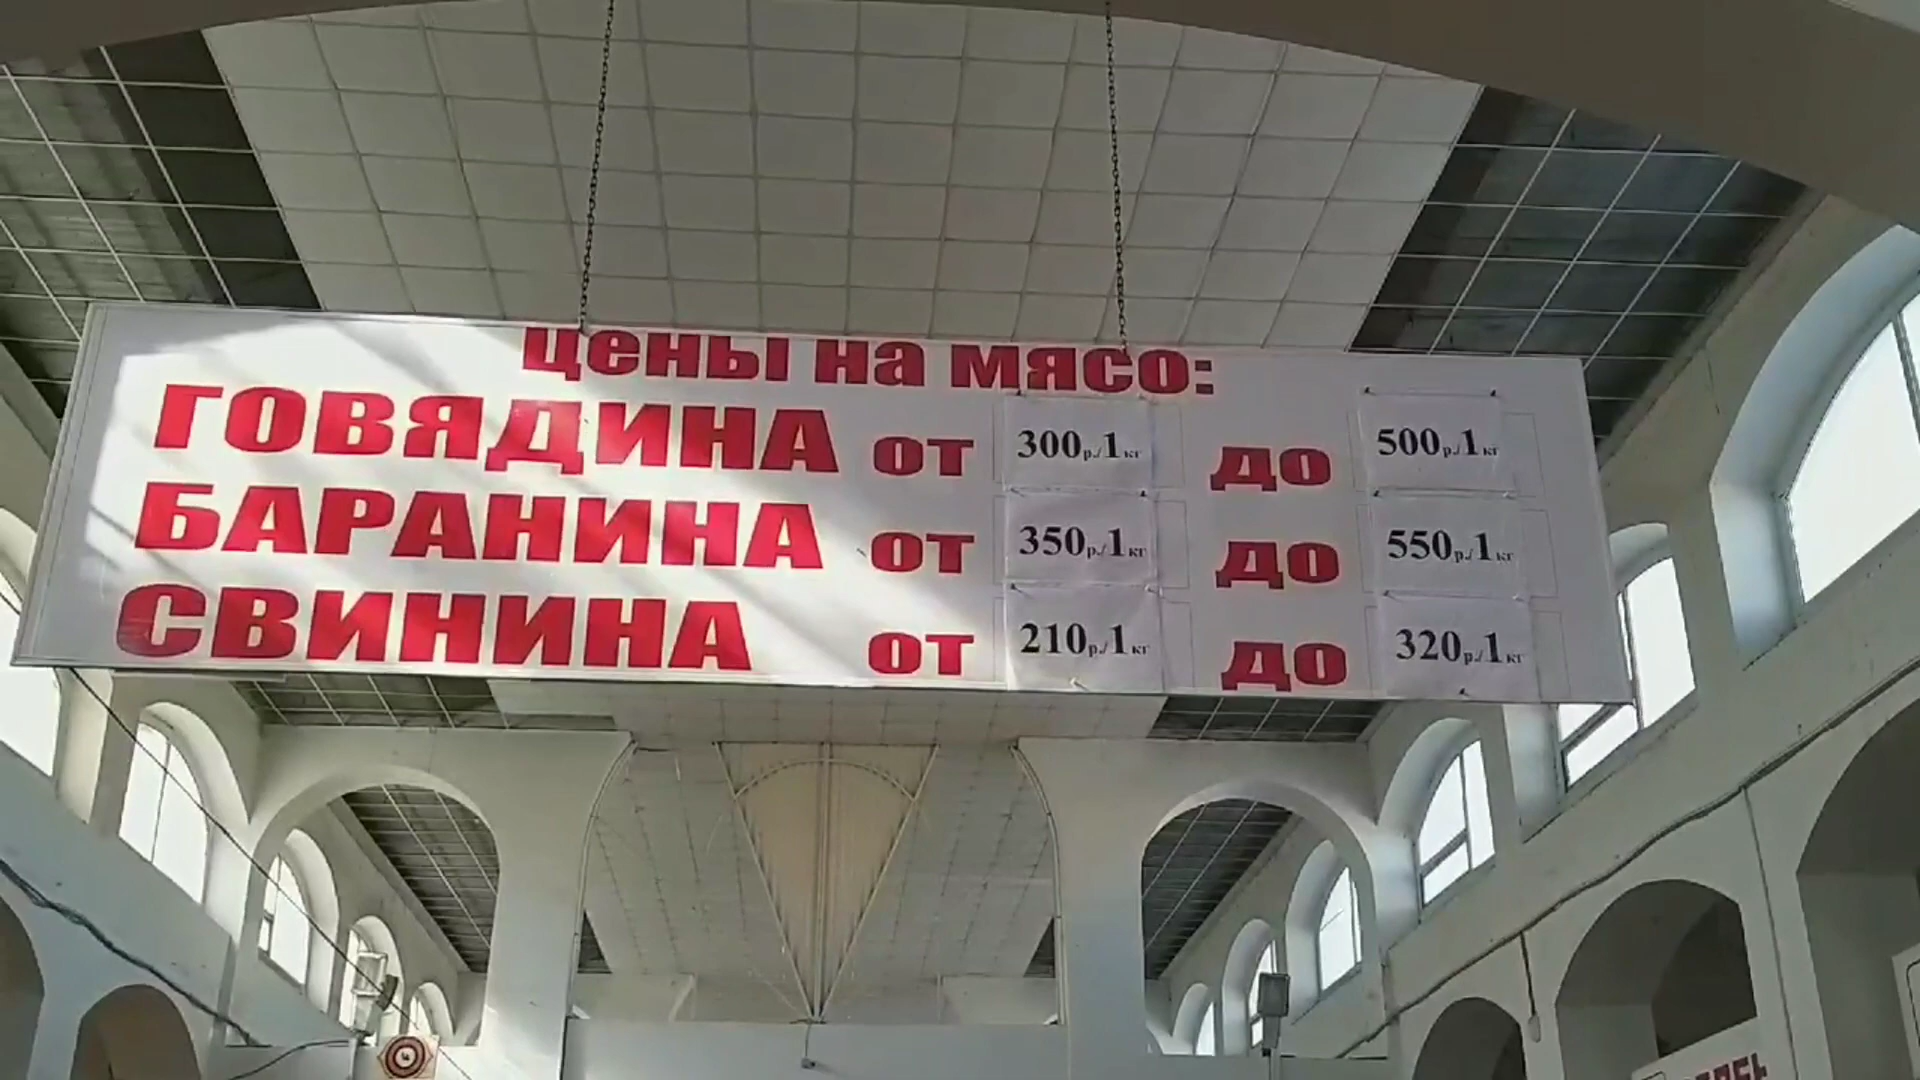 цены на мясо:
ГОВЯДИНА от 300р./1кг до 500р./1кг
БАРАНИНА от 350р./1кг до 550р./1кг
СВИНИНА от 210р./1кг до 320р./1кг